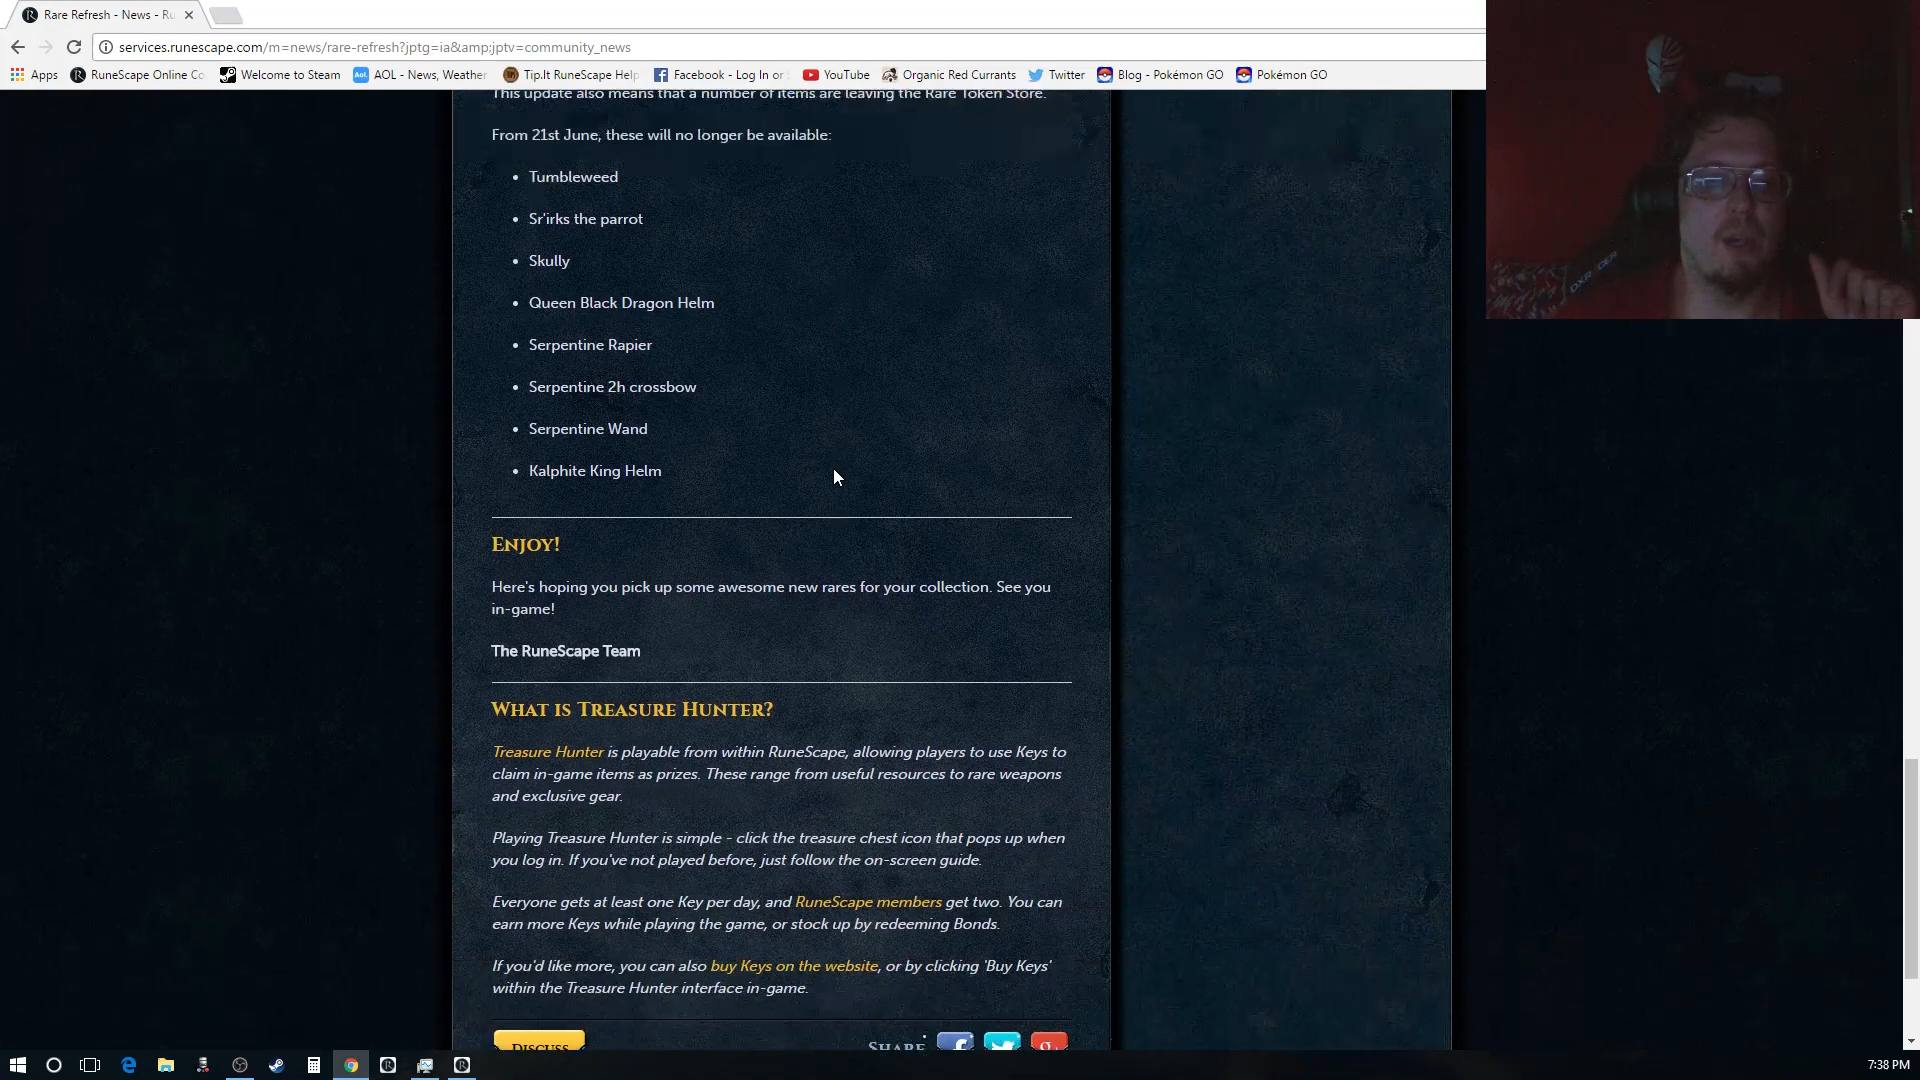 Rare Refresh - News - Ru
services.runescape.com/m=news/rare-refresh?jptg=ia&amp;jptv=community_news
Apps
RuneScape Online Co
Welcome to Steam
AOL - News, Weather
Tip.It RuneScape Help
Facebook - Log In or
YouTube
Organic Red Currants
Twitter
Blog - Pokémon GO
Pokémon GO
This update also means that a number of items are leaving the Rare Token Store.
From 21st June, these will no longer be available:
• Tumbleweed
• Sr'irks the parrot
• Skully
• Queen Black Dragon Helm
• Serpentine Rapier
• Serpentine 2h crossbow
• Serpentine Wand
• Kalphite King Helm
Enjoy!
Here's hoping you pick up some awesome new rares for your collection. See you
in-game!
The RuneScape Team
What is Treasure Hunter?
Treasure Hunter is playable from within RuneScape, allowing players to use Keys to
claim in-game items as prizes. These range from useful resources to rare weapons
and exclusive gear.
Playing Treasure Hunter is simple - click the treasure chest icon that pops up when
you log in. If you've not played before, just follow the on-screen guide.
Everyone gets at least one Key per day, and RuneScape members get two. You can
earn more Keys while playing the game, or stock up by redeeming Bonds.
If you'd like more, you can also buy Keys on the website, or by clicking 'Buy Keys'
within the Treasure Hunter interface in-game.
Discuss
Share
7:38 PM
DXRACER